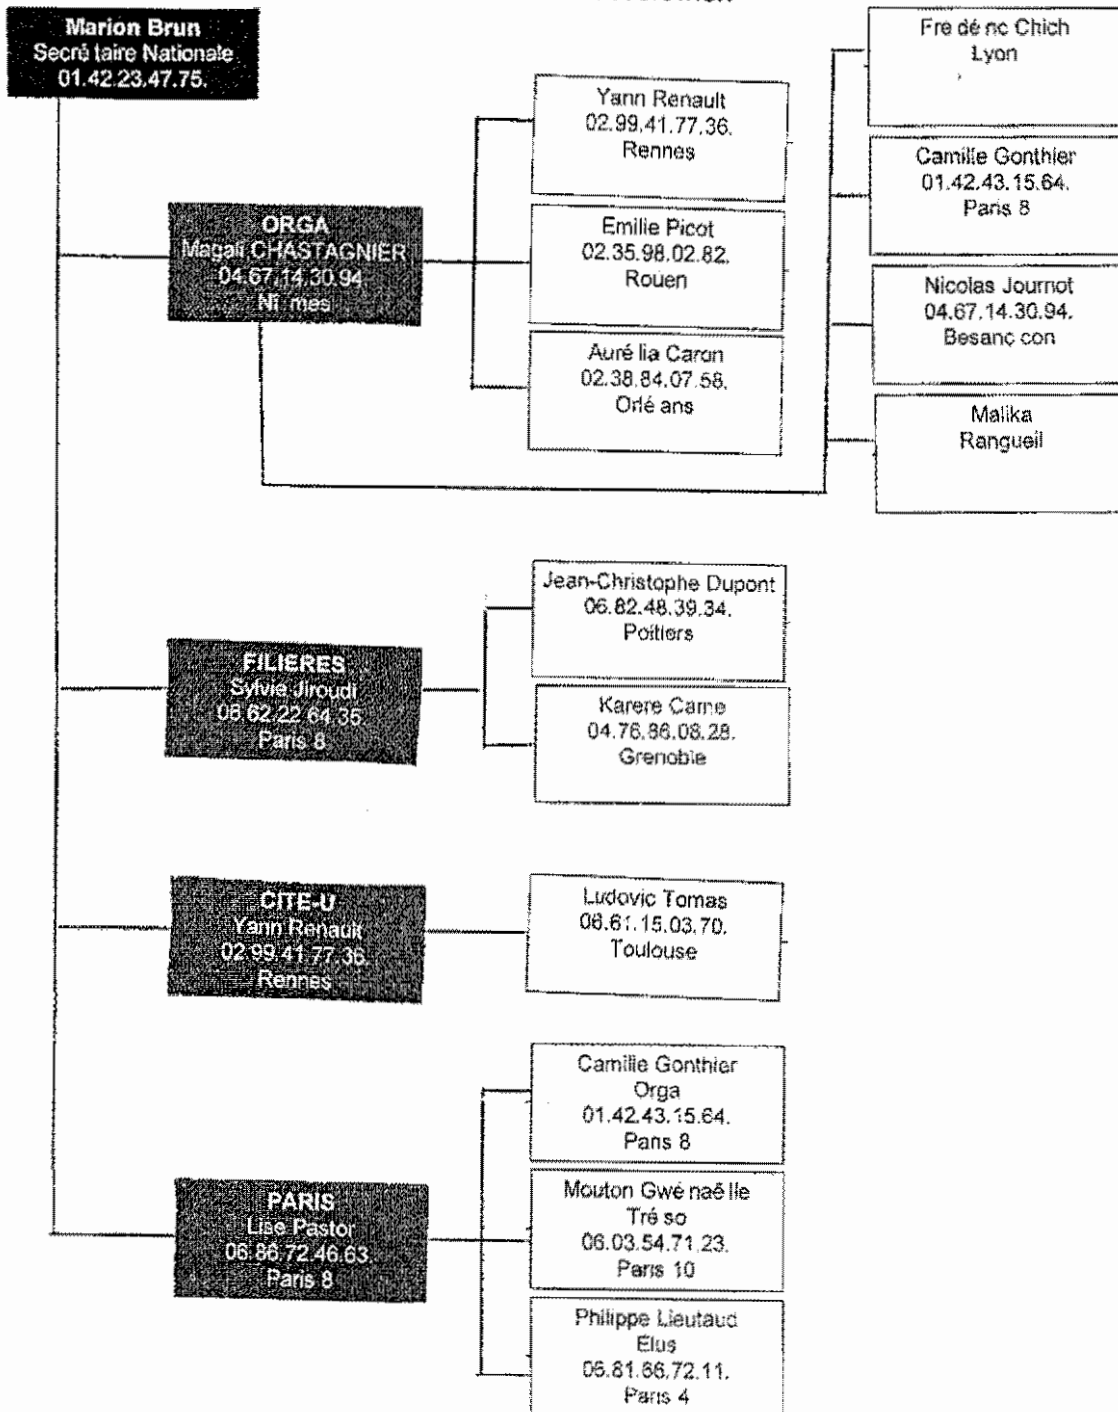 Marion Brun
Secré taire Nationale
01.42.23.47.75.
ORGA
Magali CHASTAGNIER
04.67.14.30.94.
Nî mes
Yann Renault
02.99.41.77.36.
Rennes
Emilie Picot
02.35.98.02.82.
Rouen
Auré lia Caron
02.38.84.07.58.
Orlé ans
Fre dé ric Chich
Lyon
Camille Gonthier
01.42.43.15.64.
Paris 8
Nicolas Journot
04.67.14.30.94.
Besanç con
Malika
Rangueil
FILIERES
Sylvie Jiroudi
06.62.22.64.35.
Paris 8
Jean-Christophe Dupont
06.82.48.39.34.
Poitiers
Karere Carne
04.76.86.08.28.
Grenoble
CITE-U
Yann Renault
02.99.41.77.36.
Rennes
Ludovic Tomas
06.61.15.03.70.
Toulouse
PARIS
Lise Pastor
06.86.72.46.63.
Paris 8
Camille Gonthier
Orga
01.42.43.15.64.
Paris 8
Mouton Gwé naë lle
Tré so
06.03.54.71.23.
Paris 10
Philippe Lieutaud
Élus
06.81.66.72.11.
Paris 4